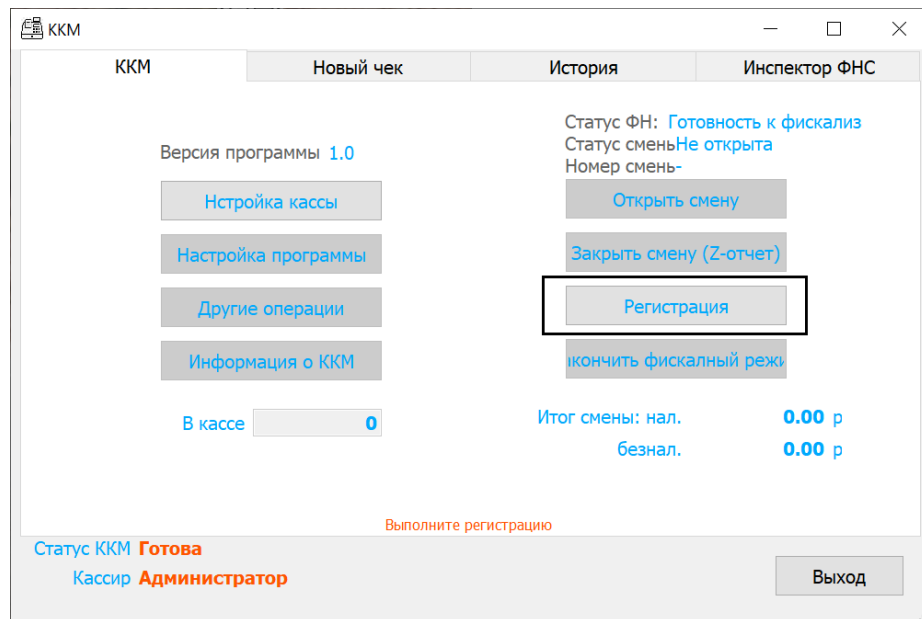 ККМ
ККМ
Новый чек
История
Инспектор ФНС
Версия программы 1.0
Нстройка кассы
Настройка программы
Другие операции
Информация о ККМ
В кассе 0
Статус ФН: Готовность к фискализ
Статус сменьНе открыта
Номер смень-
Открыть смену
Закрыть смену (Z-отчет)
Регистрация
акончить фискалный режи
Итог смены: нал. 0.00 р
безнал. 0.00 р
Выполните регистрацию
Статус ККМ Готова
Кассир Администратор
Выход